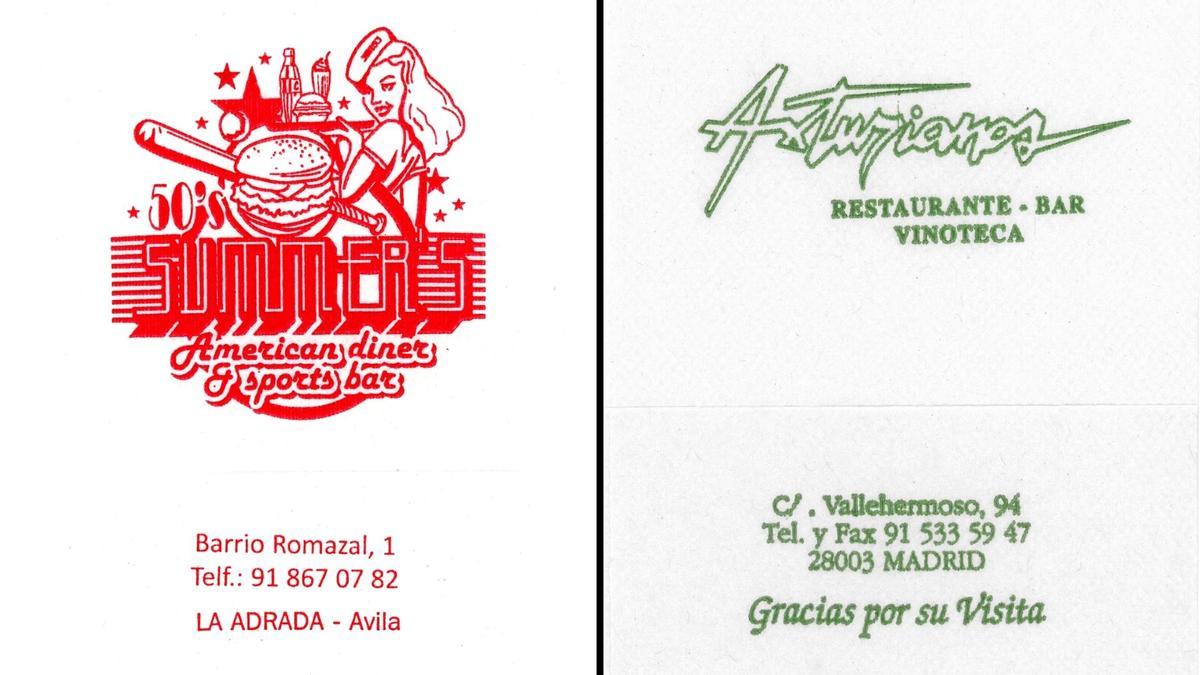 50's
SUMMER'S
American diner
& sports bar
Barrio Romazal, 1
Telf.: 91 867 07 82
LA ADRADA - Avila
Asturianos
RESTAURANTE - BAR
VINOTECA
C/ . Vallehermoso, 94
Tel. y Fax 91 533 59 47
28003 MADRID
Gracias por su Visita